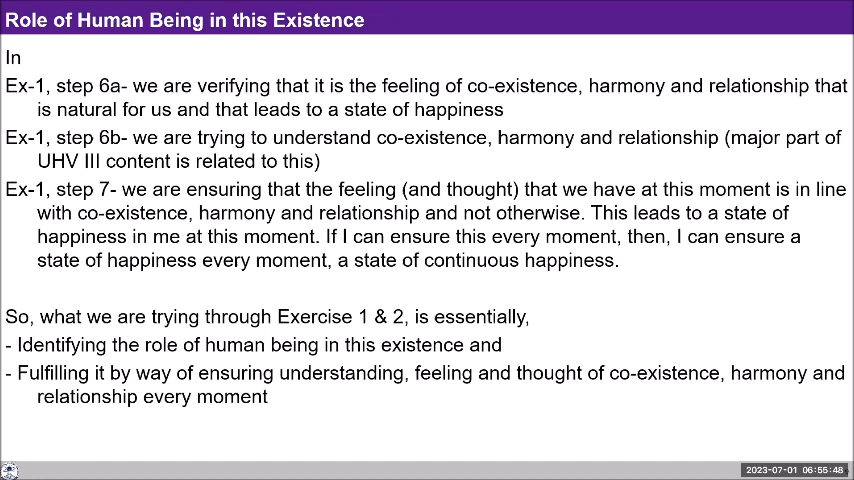 Role of Human Being in this Existence
In
Ex-1, step 6a- we are verifying that it is the feeling of co-existence, harmony and relationship that
is natural for us and that leads to a state of happiness
Ex-1, step 6b- we are trying to understand co-existence, harmony and relationship (major part of
UHV III content is related to this)
Ex-1, step 7- we are ensuring that the feeling (and thought) that we have at this moment is in line
with co-existence, harmony and relationship and not otherwise. This leads to a state of
happiness in me at this moment. If I can ensure this every moment, then, I can ensure a
state of happiness every moment, a state of continuous happiness.
So, what we are trying through Exercise 1 & 2, is essentially,
- Identifying the role of human being in this existence and
- Fulfilling it by way of ensuring understanding, feeling and thought of co-existence, harmony and
relationship every moment
2023-07-01 06:55:48